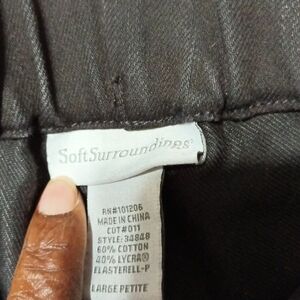 SoftSurroundings®
RN#101206
MADE IN CHINA
CUT#011
STYLE: 34848
60% COTTON
40% LYCRA®
ELASTERELL-P
LARGE PETITE